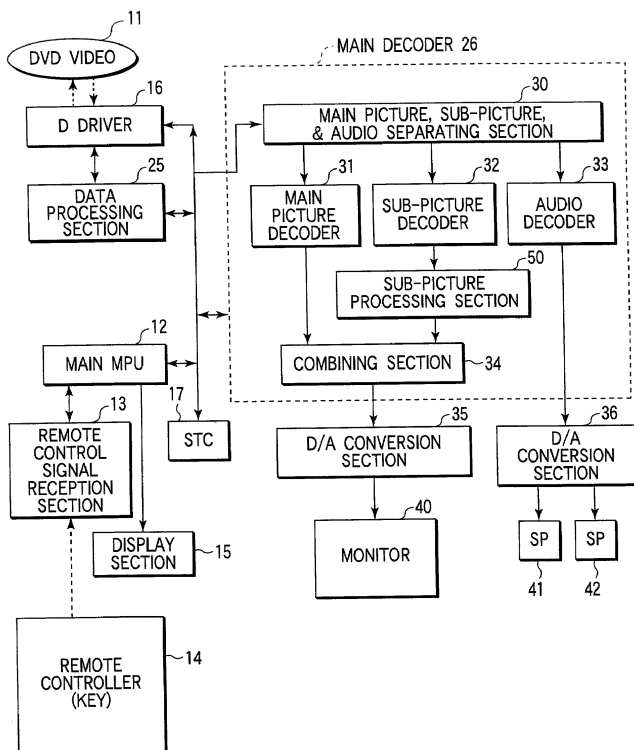 11
DVD VIDEO
MAIN DECODER 26
16
D DRIVER
30
MAIN PICTURE, SUB-PICTURE,
& AUDIO SEPARATING SECTION
25
DATA
PROCESSING
SECTION
31
MAIN
PICTURE
DECODER
32
SUB-PICTURE
DECODER
33
AUDIO
DECODER
50
SUB-PICTURE
PROCESSING SECTION
12
MAIN MPU
COMBINING SECTION
34
13
REMOTE
CONTROL
SIGNAL
RECEPTION
SECTION
17
STC
35
D/A CONVERSION
SECTION
36
D/A
CONVERSION
SECTION
40
MONITOR
DISPLAY
SECTION
15
SP
41
SP
42
14
REMOTE
CONTROLLER
(KEY)